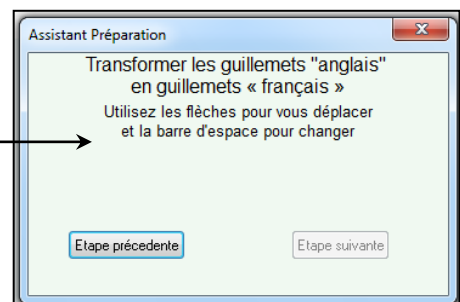 Assistant Préparation
Transformer les guillemets "anglais"
en guillemets « français »
Utilisez les flèches pour vous déplacer
et la barre d'espace pour changer
Etape précedente
Etape suivante